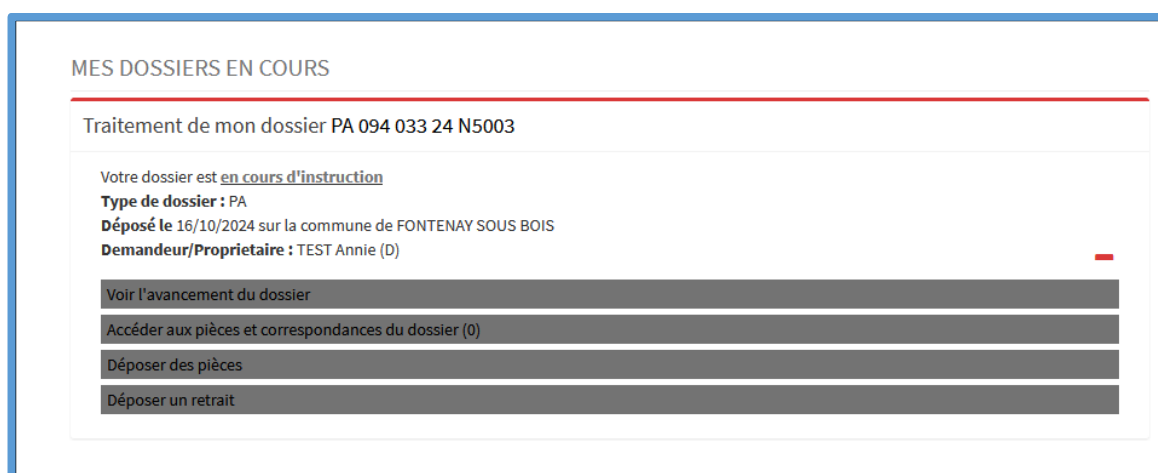 MES DOSSIERS EN COURS
Traitement de mon dossier PA 094 033 24 N5003
Votre dossier est en cours d'instruction
Type de dossier : PA
Déposé le 16/10/2024 sur la commune de FONTENAY SOUS BOIS
Demandeur/Proprietaire : TEST Annie (D)
Voir l'avancement du dossier
Accéder aux pièces et correspondances du dossier (0)
Déposer des pièces
Déposer un retrait